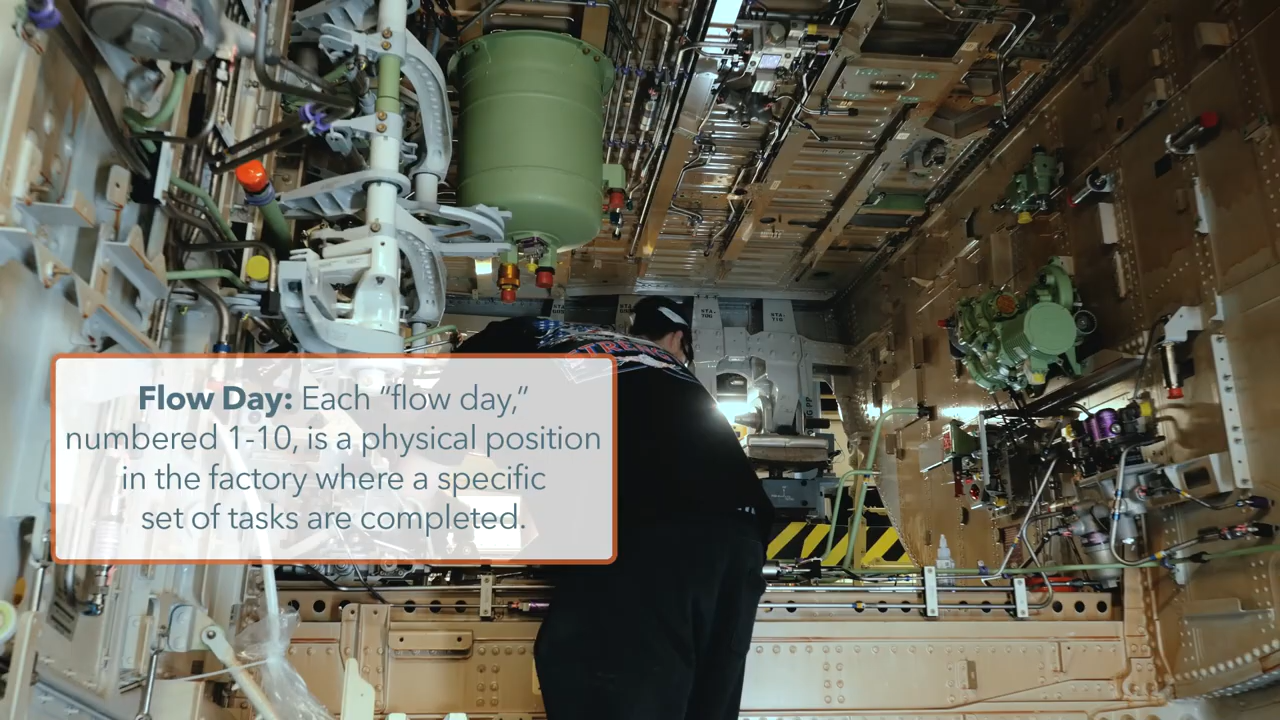 Flow Day: Each “flow day,”
numbered 1-10, is a physical position
in the factory where a specific
set of tasks are completed.